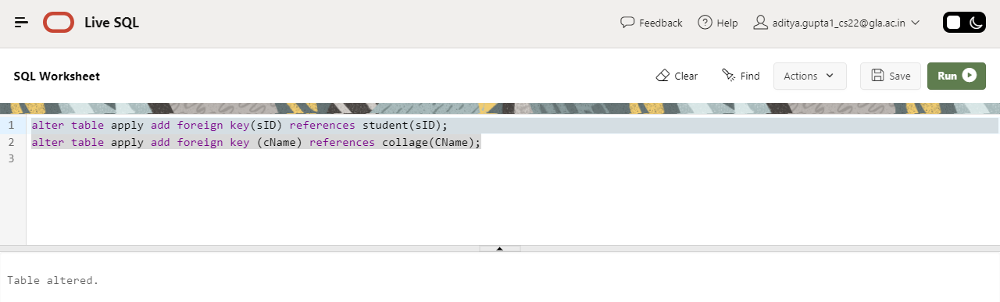 Live SQL
Feedback
Help
aditya.gupta1_cs22@gla.ac.in
SQL Worksheet
Clear
Find
Actions
Save
Run
1 alter table apply add foreign key(sID) references student(sID);
2 alter table apply add foreign key (cName) references collage(CName);
3
Table altered.